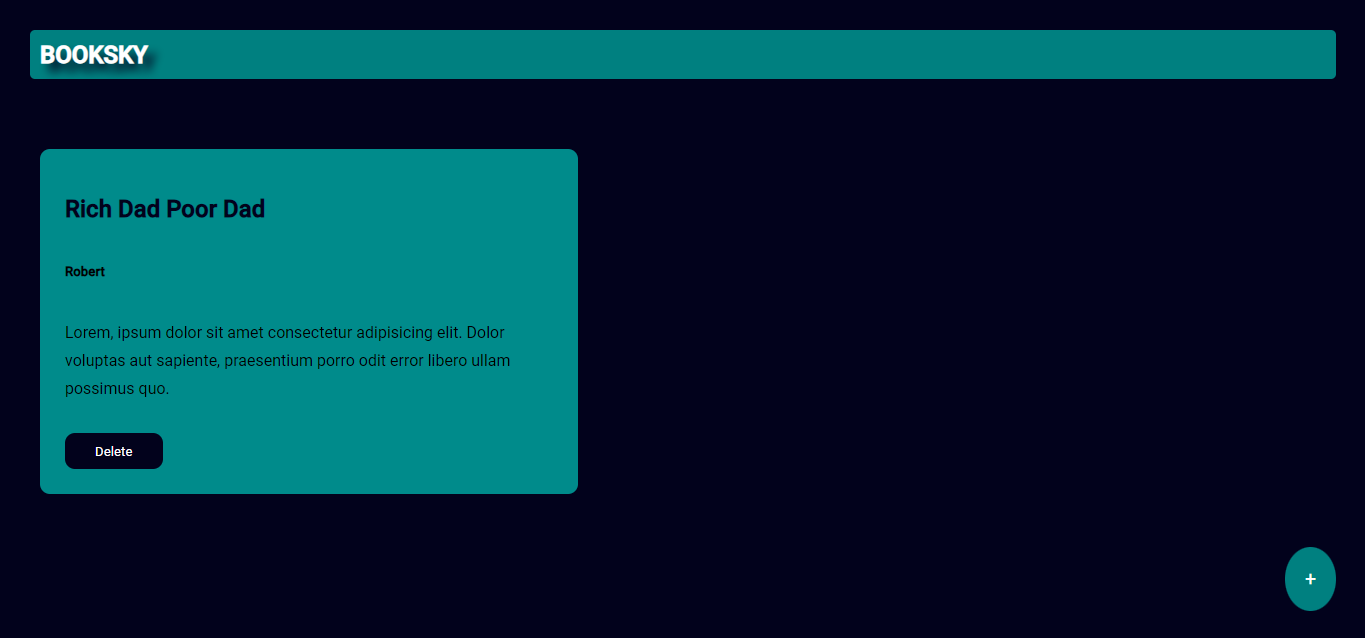 BOOKSKY
Rich Dad Poor Dad
Robert
Lorem, ipsum dolor sit amet consectetur adipisicing elit. Dolor
voluptas aut sapiente, praesentium porro odit error libero ullam
possimus quo.
Delete
+